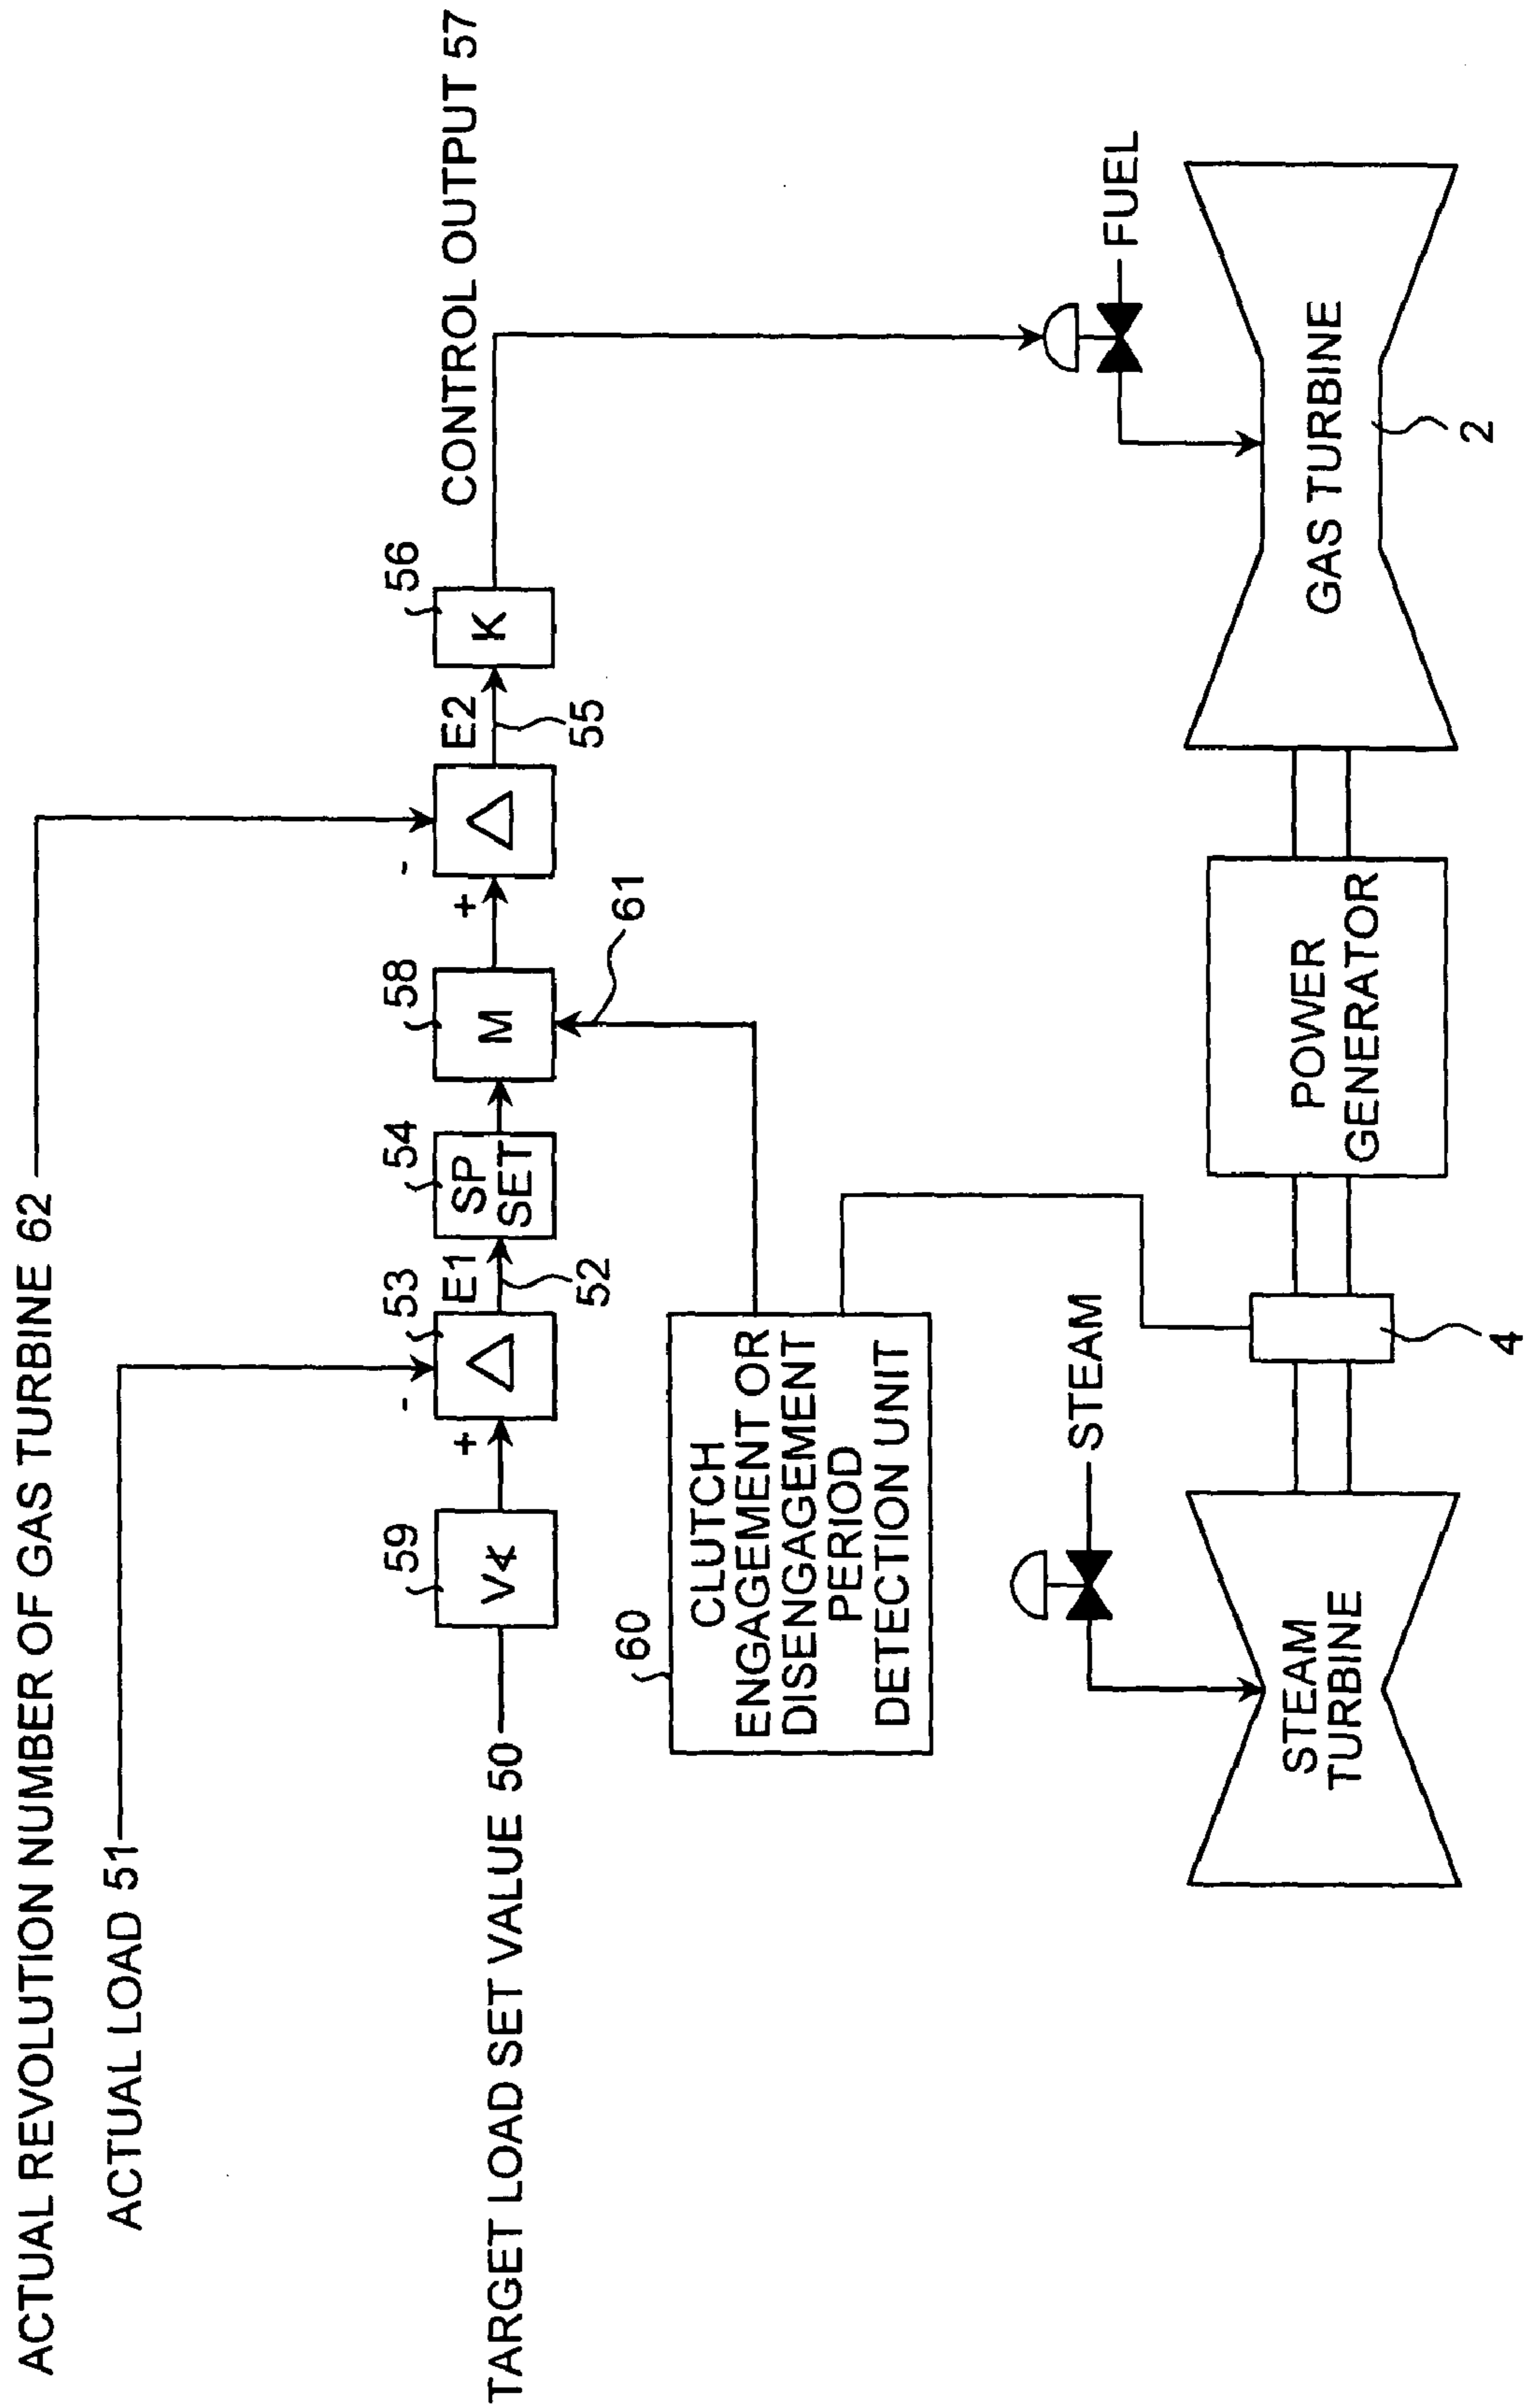 ACTUAL REVOLUTION NUMBER OF GAS TURBINE 62
ACTUAL LOAD 51
TARGET LOAD SET VALUE 50
59
V∢
+
-
53
Δ
E1
52
54
SP
SET
58
M
61
+
-
Δ
E2
55
56
K
CONTROL OUTPUT 57
60
CLUTCH
ENGAGEMENT OR
DISENGAGEMENT
PERIOD
DETECTION UNIT
STEAM
FUEL
STEAM
TURBINE
4
POWER
GENERATOR
GAS TURBINE
2